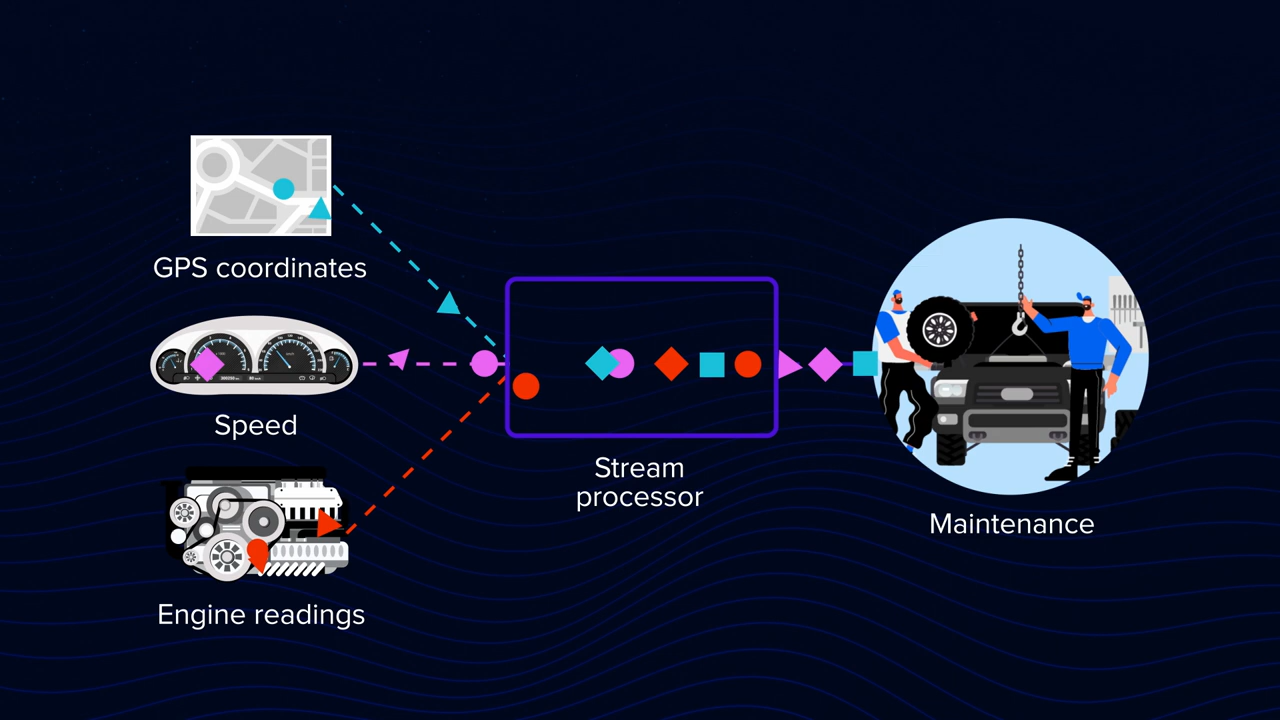 GPS coordinates
Speed
Engine readings
Stream
processor
Maintenance